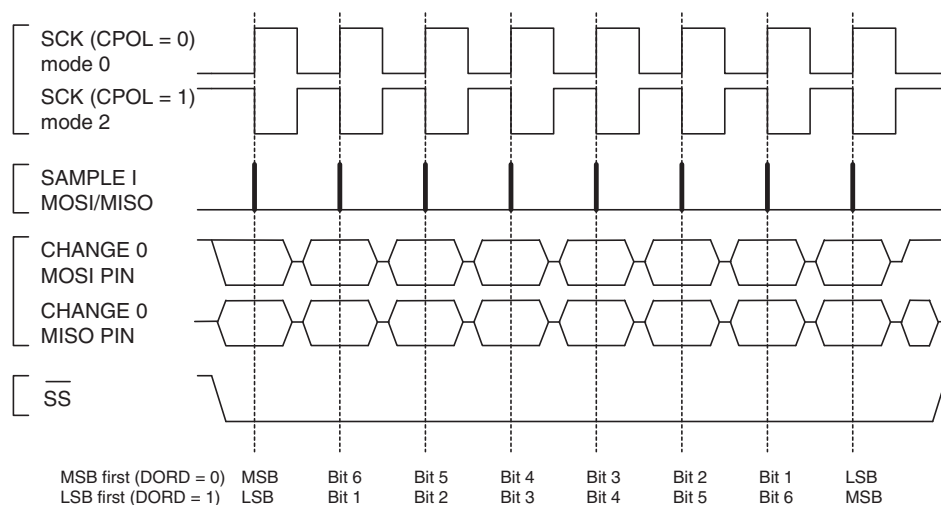 SCK (CPOL = 0)
mode 0
SCK (CPOL = 1)
mode 2
SAMPLE I
MOSI/MISO
CHANGE 0
MOSI PIN
CHANGE 0
MISO PIN
SS
MSB first (DORD = 0) MSB Bit 6 Bit 5 Bit 4 Bit 3 Bit 2 Bit 1 LSB
LSB first (DORD = 1) LSB Bit 1 Bit 2 Bit 3 Bit 4 Bit 5 Bit 6 MSB